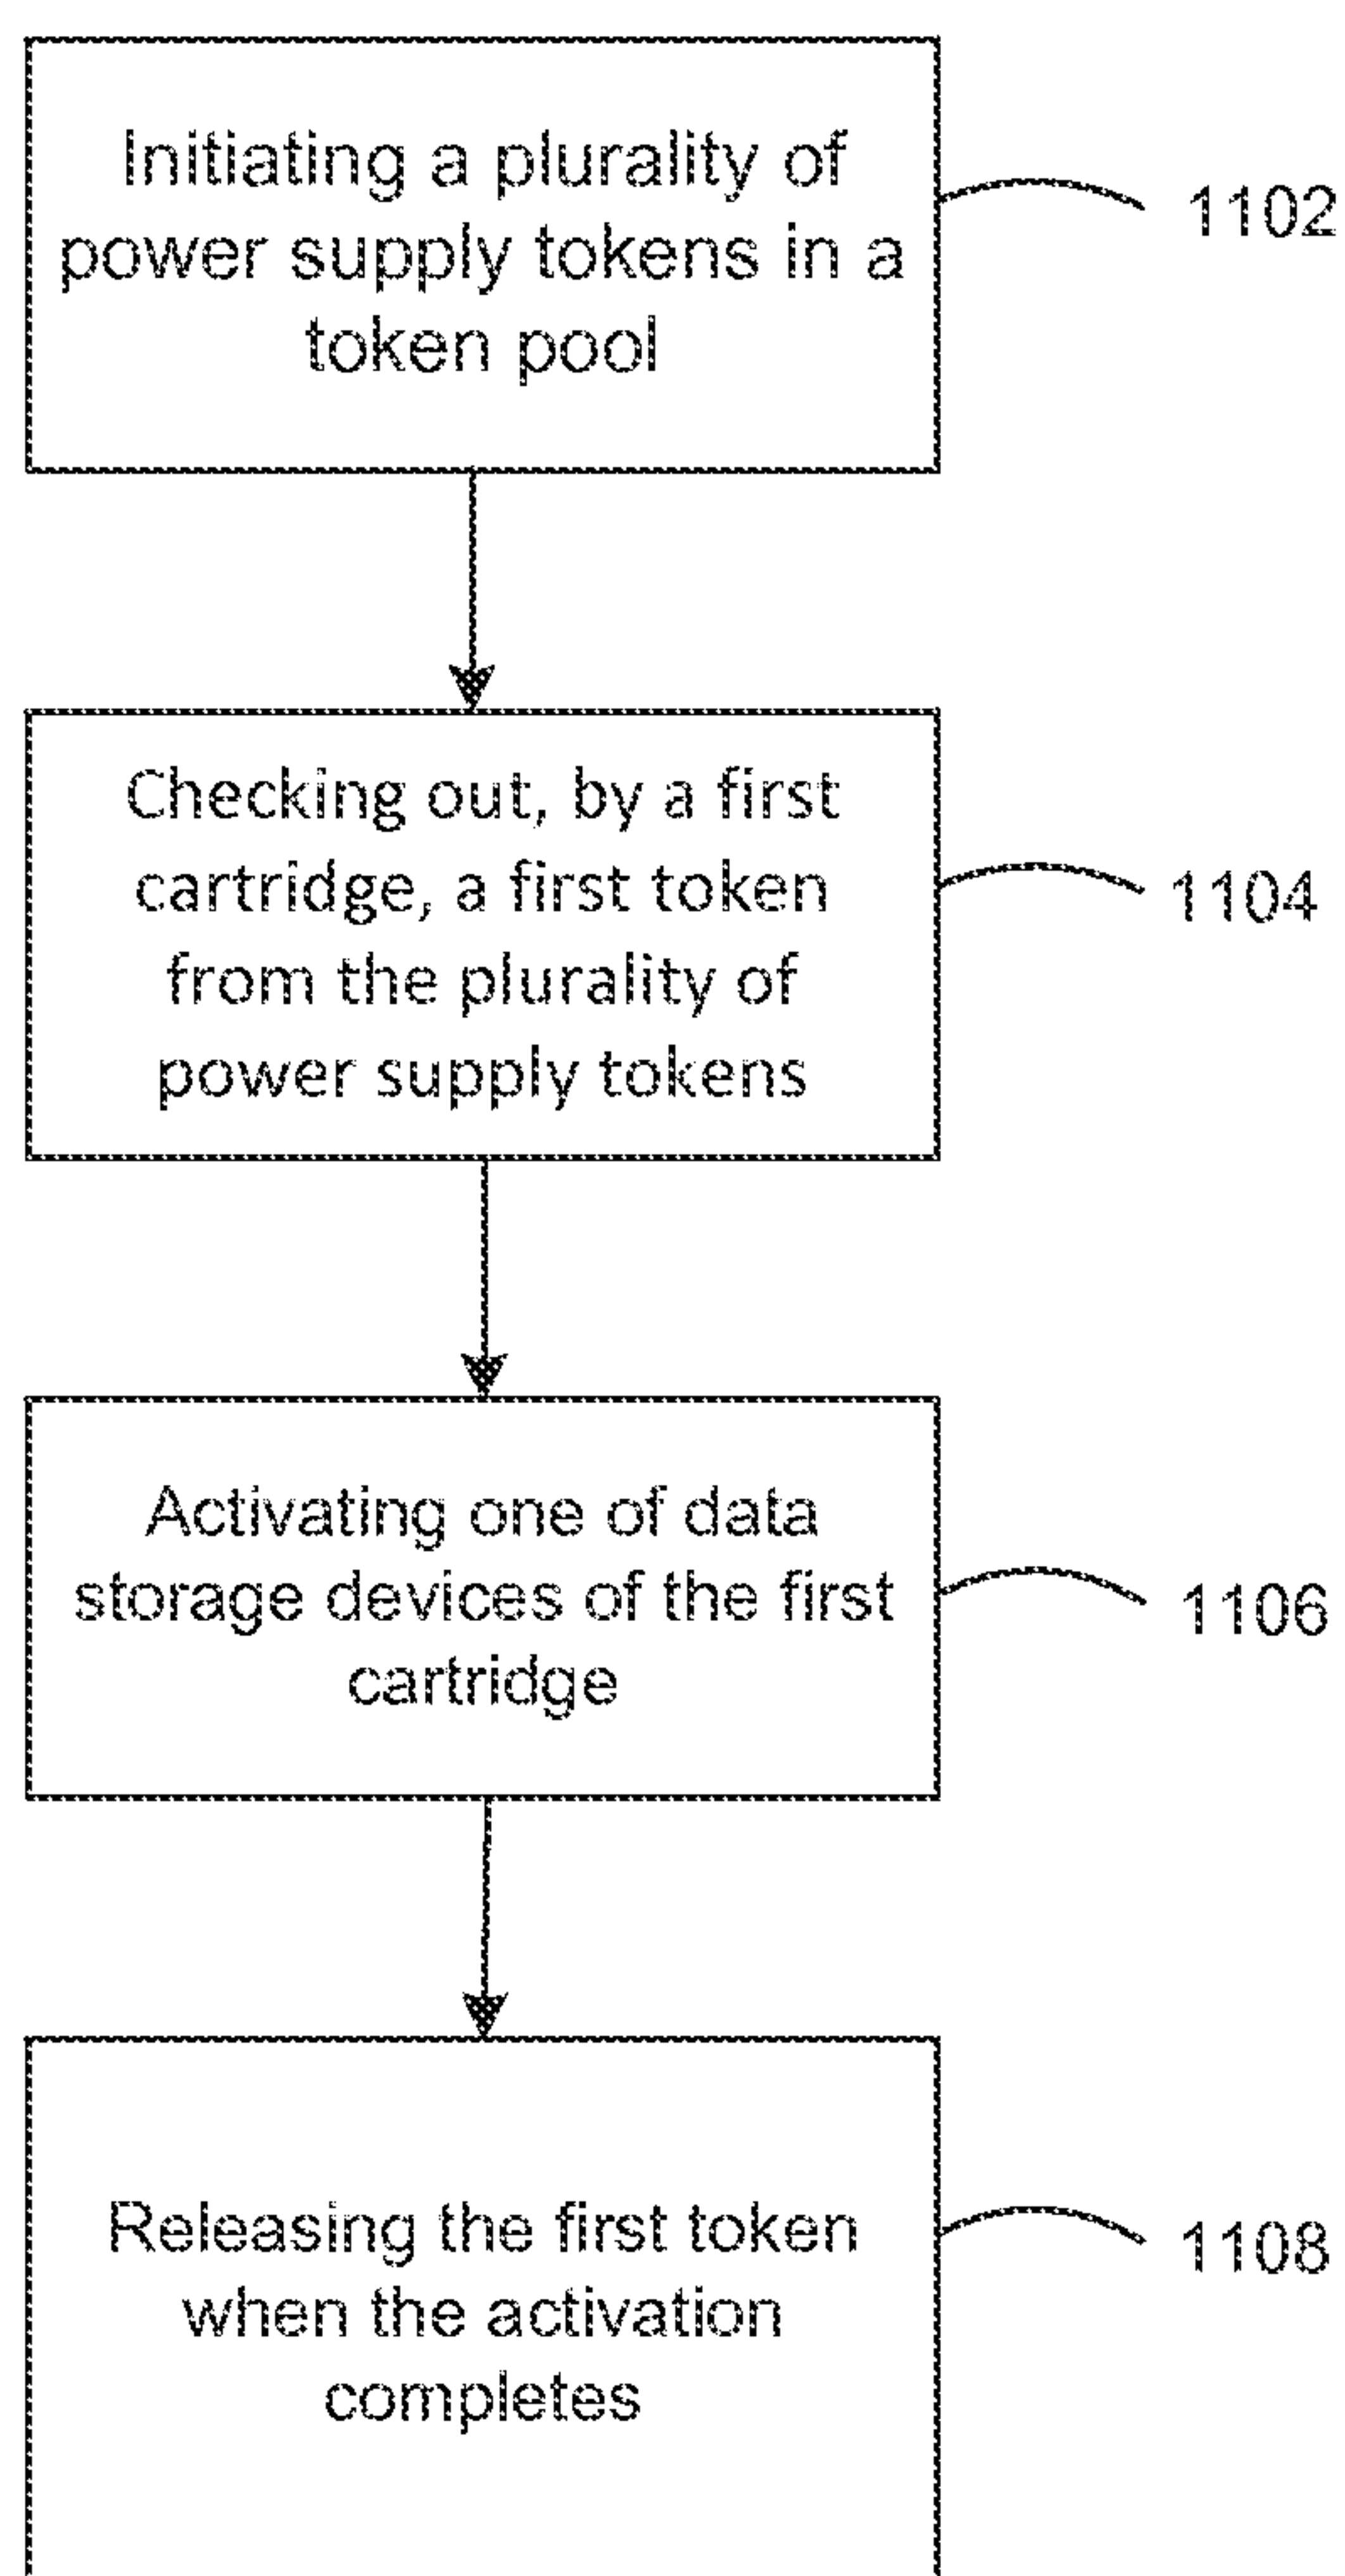 Initiating a plurality of
power supply tokens in a
token pool
1102
Checking out, by a first
cartridge, a first token
from the plurality of
power supply tokens
1104
Activating one of data
storage devices of the first
cartridge
1106
Releasing the first token
when the activation
completes
1108